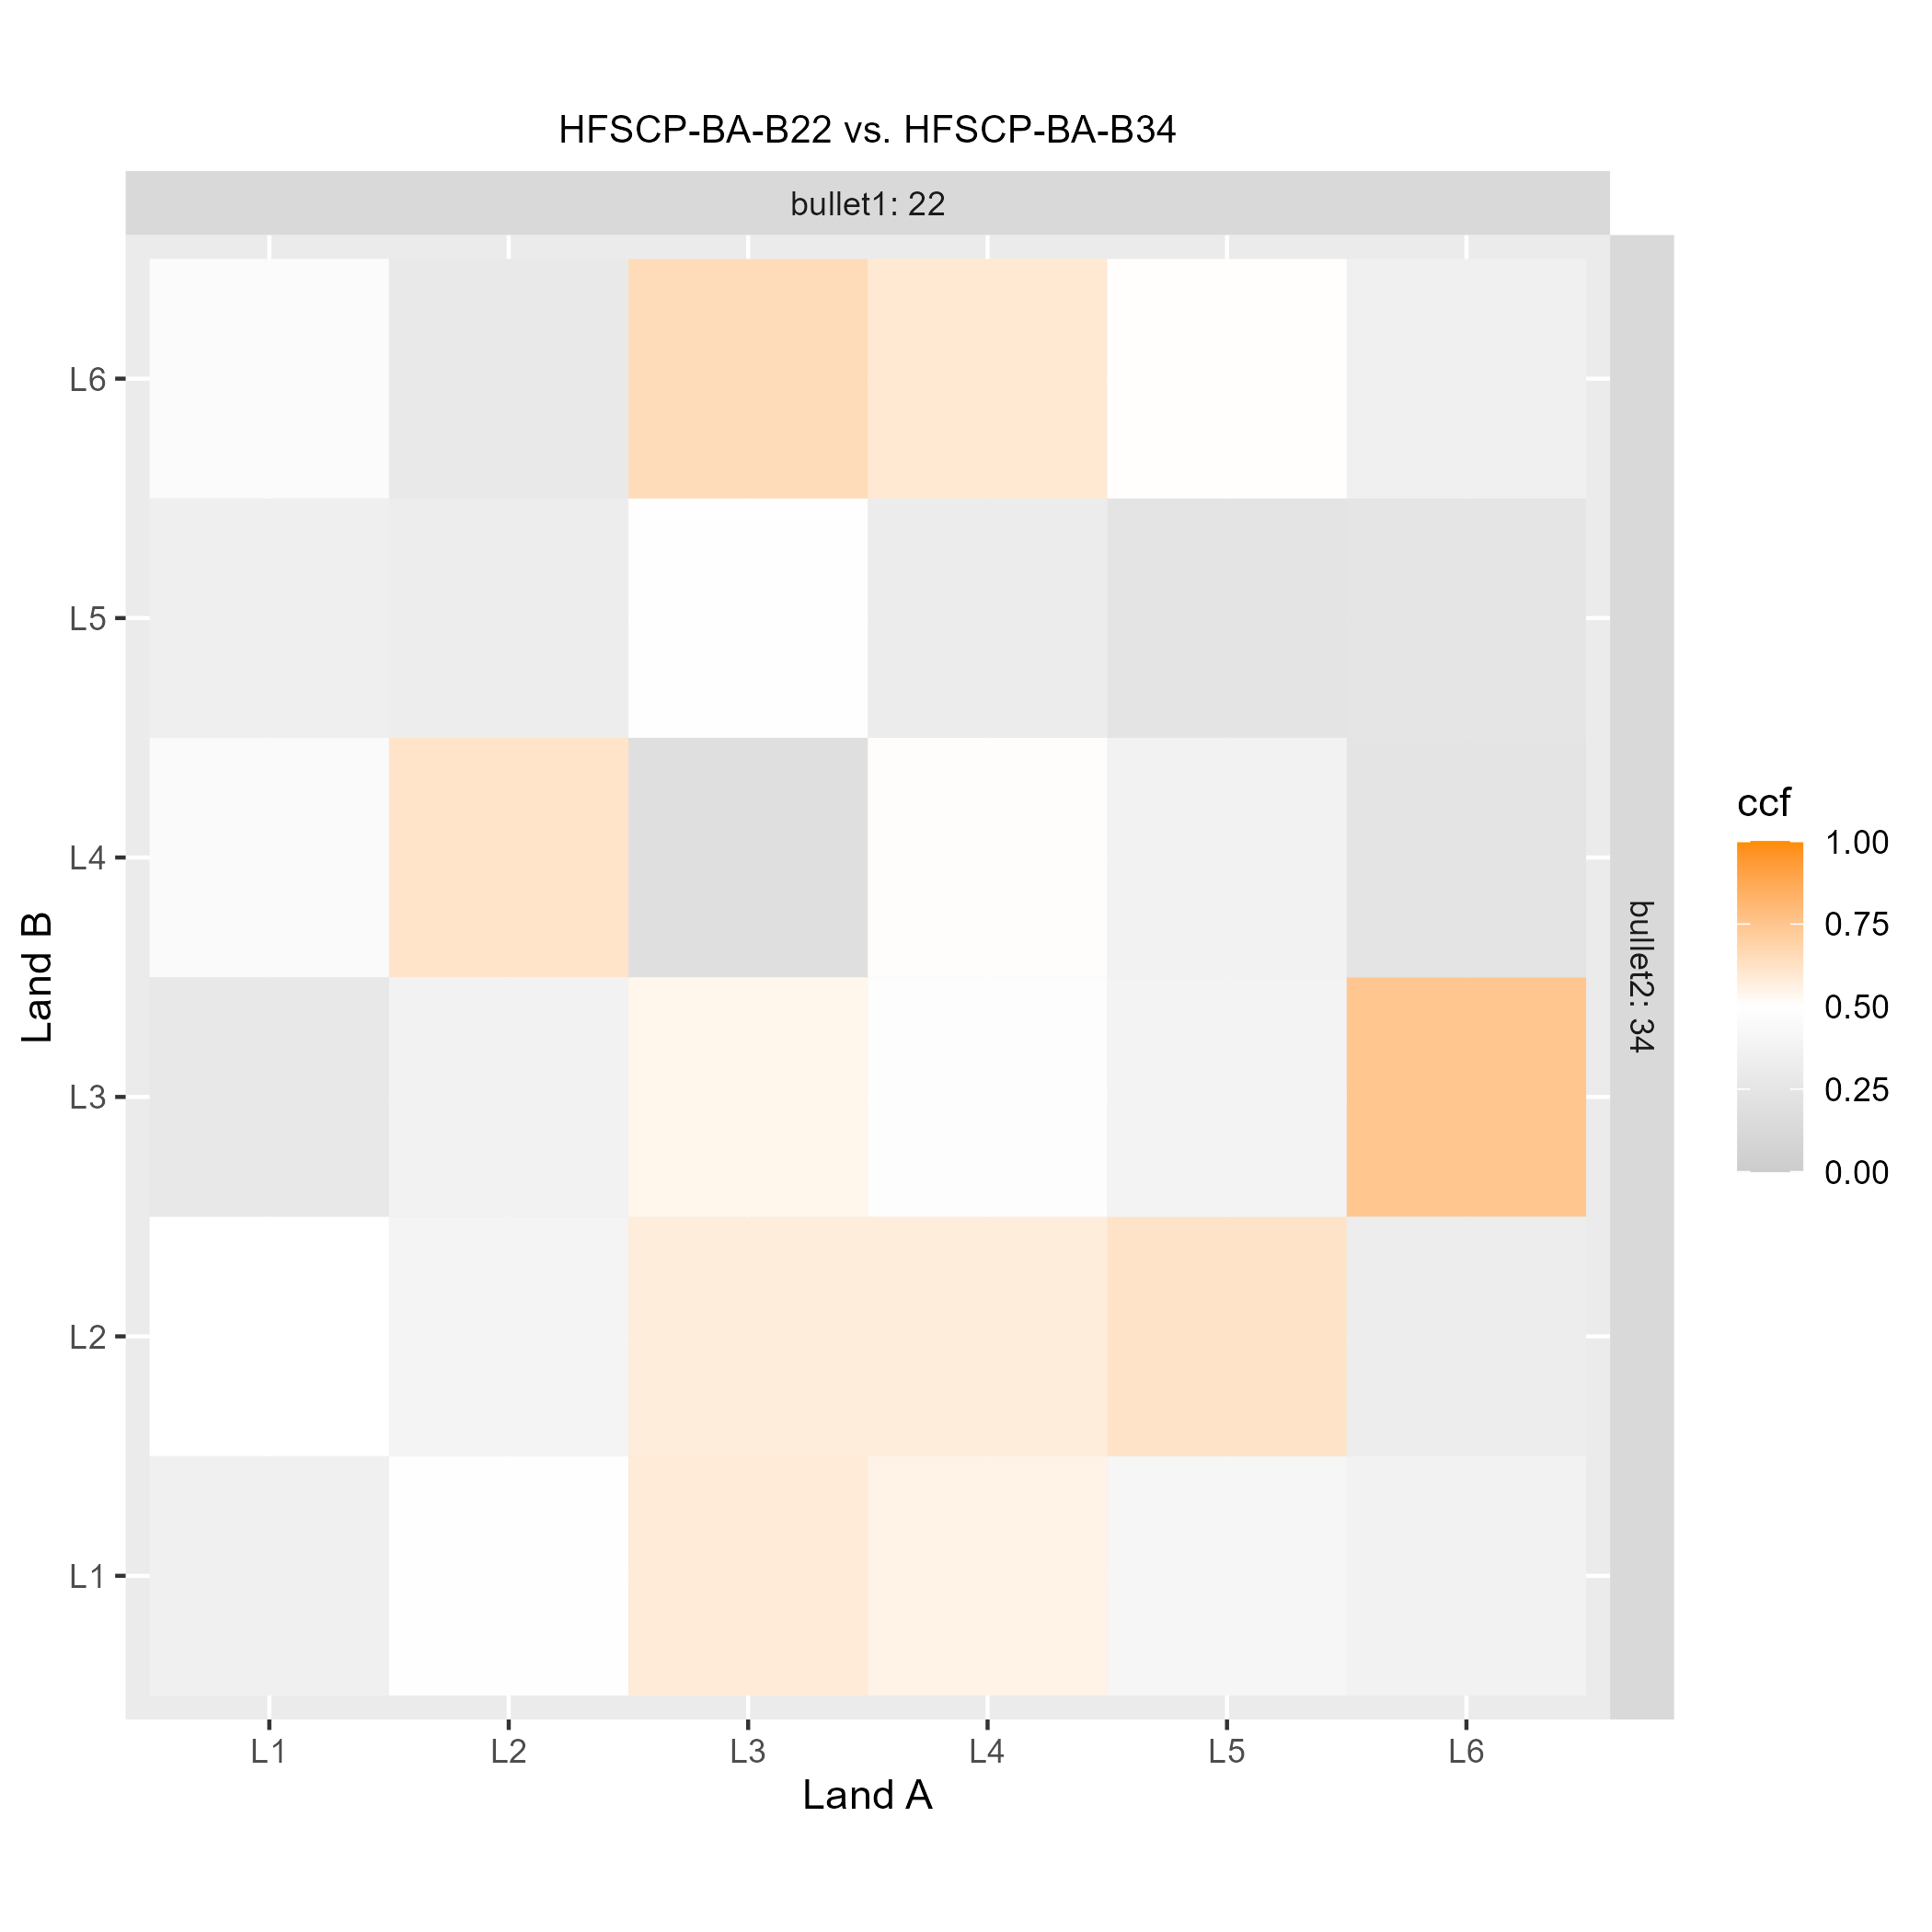 HFSCP-BA-B22 vs. HFSCP-BA-B34
bullet1: 22
L6
L5
L4
L3
L2
L1
Land B
bullet2: 34
L1
L2
L3
L4
L5
L6
Land A
ccf
1.00
0.75
0.50
0.25
0.00